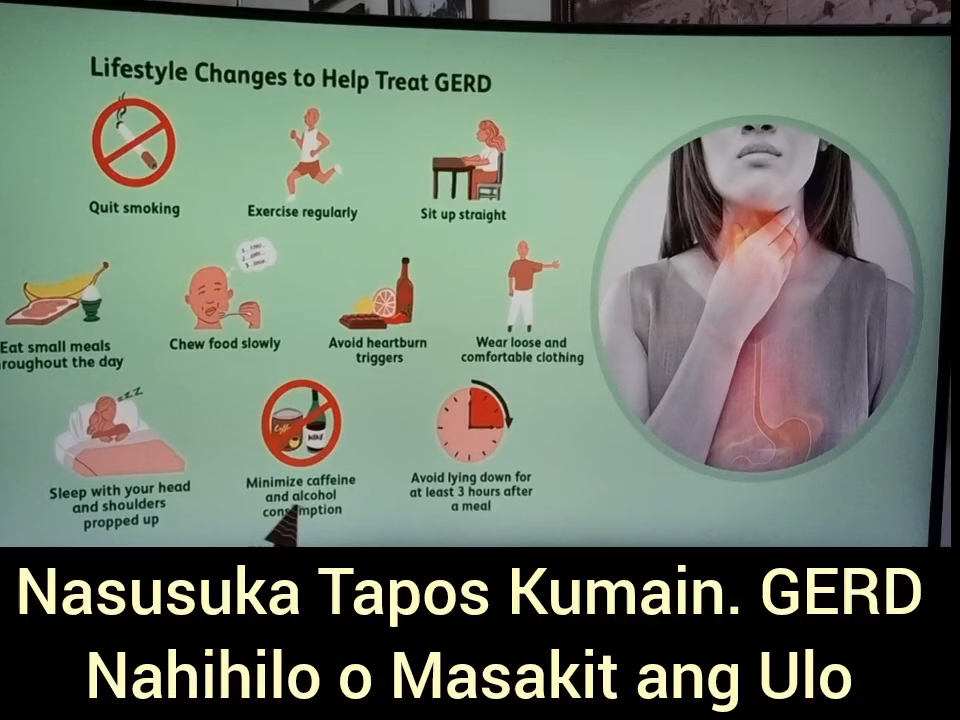 Lifestyle Changes to Help Treat GERD
Quit smoking
Exercise regularly
Sit up straight
Eat small meals
roughout the day
Chew food slowly
Avoid heartburn
triggers
Wear loose and
comfortable clothing
Sleep with your head
and shoulders
propped up
Minimize caffeine
and alcohol
consumption
Avoid lying down for
at least 3 hours after
a meal
Nasusuka Tapos Kumain. GERD
Nahihilo o Masakit ang Ulo